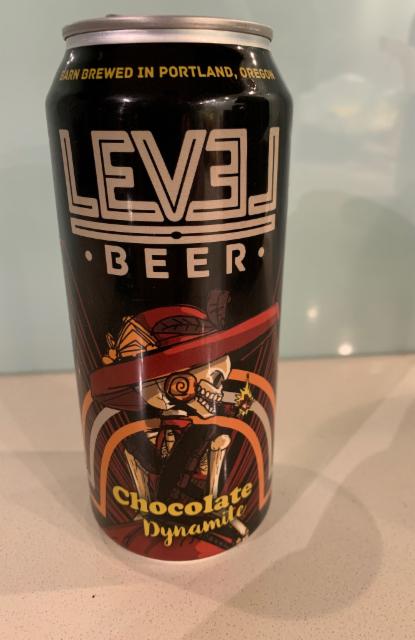 BARN BREWED IN PORTLAND, OREGON
LEVEL
• BEER •
Chocolate
Dynamite